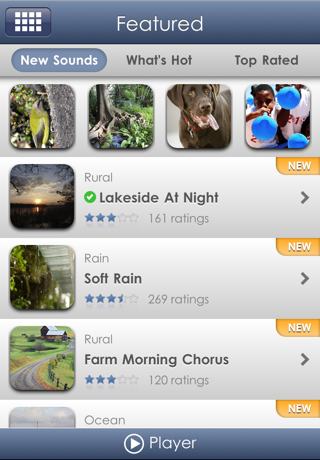 Featured
New Sounds What's Hot Top Rated
NEW
Rural
Lakeside At Night
161 ratings
NEW
Rain
Soft Rain
269 ratings
NEW
Rural
Farm Morning Chorus
120 ratings
NEW
Ocean
Player